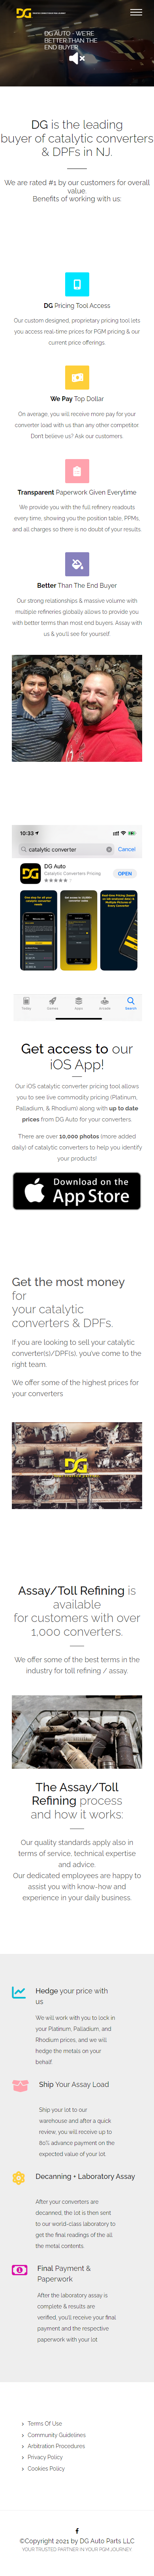 DG
DG AUTO - WE'RE
BETTER THAN THE
END BUYER
DG is the leading
buyer of catalytic converters
& DPFs in NJ.
We are rated #1 by our customers for overall
value.
Benefits of working with us:
DG Pricing Tool Access
Our custom designed, proprietary pricing tool lets
you access real-time prices for PGM pricing & our
current price offerings.
We Pay Top Dollar
On average, you will receive more pay for your
converter load with us than any other competitor.
Don't believe us? Ask our customers.
Transparent Paperwork Given Everytime
We provide you with the full refinery readouts
every time, showing you the position table, PPMs,
and all charges so there is no doubt of your results.
Better Than The End Buyer
Our strong relationships & massive volume with
multiple refineries globally allows us to provide you
with better terms than most end buyers. Assay with
us & you'll see for yourself.
10:33
catalytic converter Cancel
DG Auto
Catalytic Converters Pricing
OPEN
Today Games Apps Arcade Search
Get access to our
iOS App!
Our iOS catalytic converter pricing tool allows
you to see live commodity pricing (Platinum,
Palladium, & Rhodium) along with up to date
prices from DG Auto for your converters.
There are over 10,000 photos (more added
daily) of catalytic converters to help you identify
your products!
Download on the
App Store
Get the most money
for
your catalytic
converters & DPFs.
If you are looking to sell your catalytic
converter(s)/DPF(s), you've come to the
right team.
We offer some of the highest prices for
your converters
DG
Assay/Toll Refining is
available
for customers with over
1,000 converters.
We offer some of the best terms in the
industry for toll refining / assay.
The Assay/Toll
Refining process
and how it works:
Our quality standards apply also in
terms of service, technical expertise
and advice.
Our dedicated employees are happy to
assist you with know-how and
experience in your daily business
Hedge your price with
us
We will work with you to lock in
your Platinum, Palladium, and
Rhodium prices, and we will
hedge the metals on your
behalf.
Ship Your Assay Load
Ship your lot to our
warehouse and after a quick
review, you will receive up to
80% advance payment on the
expected value of your lot.
Decanning + Laboratory Assay
After your converters are
decanned, the lot is then sent
to our world-class laboratory to
get the final readings of the all
the metal contents.
Final Payment &
Paperwork
After the laboratory assay is
complete & results are
verified, you'll receive your final
payment and the respective
paperwork with your lot
Terms Of Use
Community Guidelines
Arbitration Procedures
Privacy Policy
Cookies Policy
©Copyright 2021 by DG Auto Parts LLC
YOUR TRUSTED PARTNER IN YOUR PGM JOURNEY